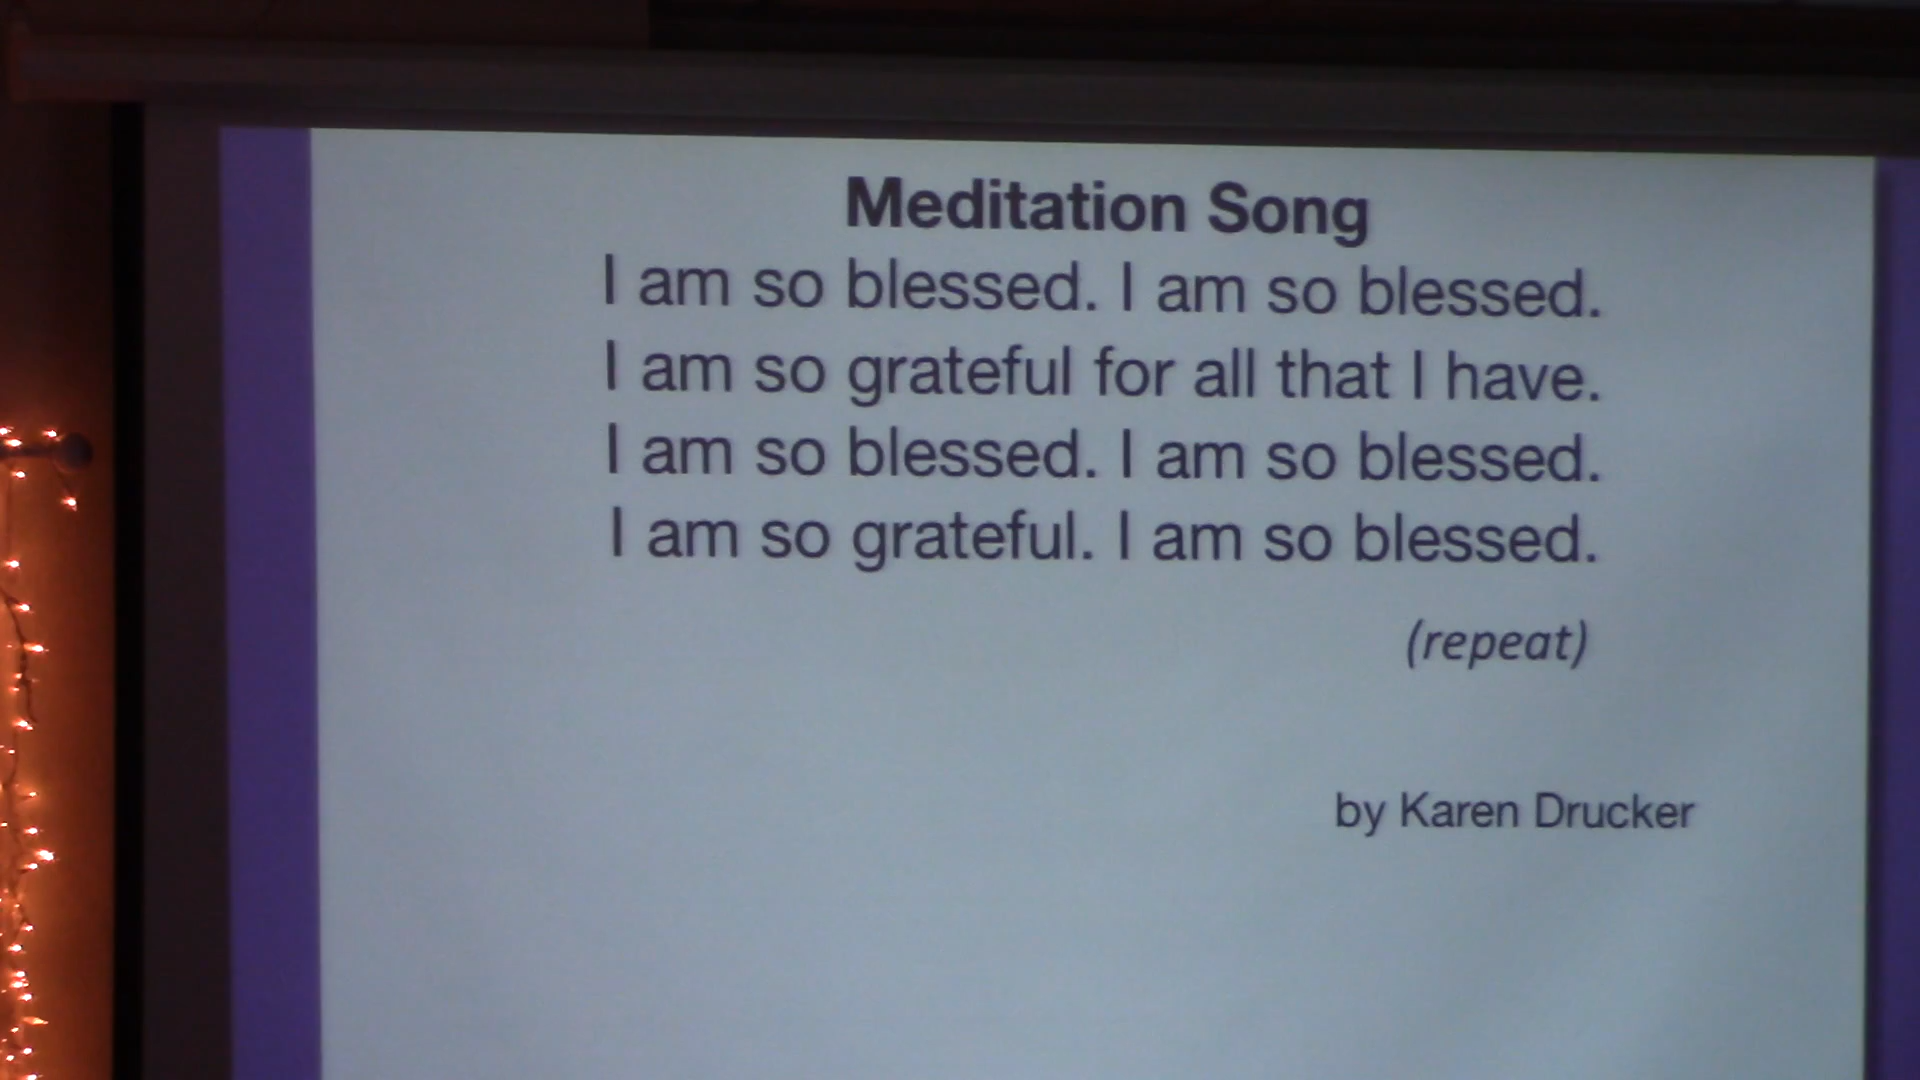 Meditation Song
I am so blessed. I am so blessed.
I am so grateful for all that I have.
I am so blessed. I am so blessed.
I am so grateful. I am so blessed.
(repeat)
by Karen Drucker